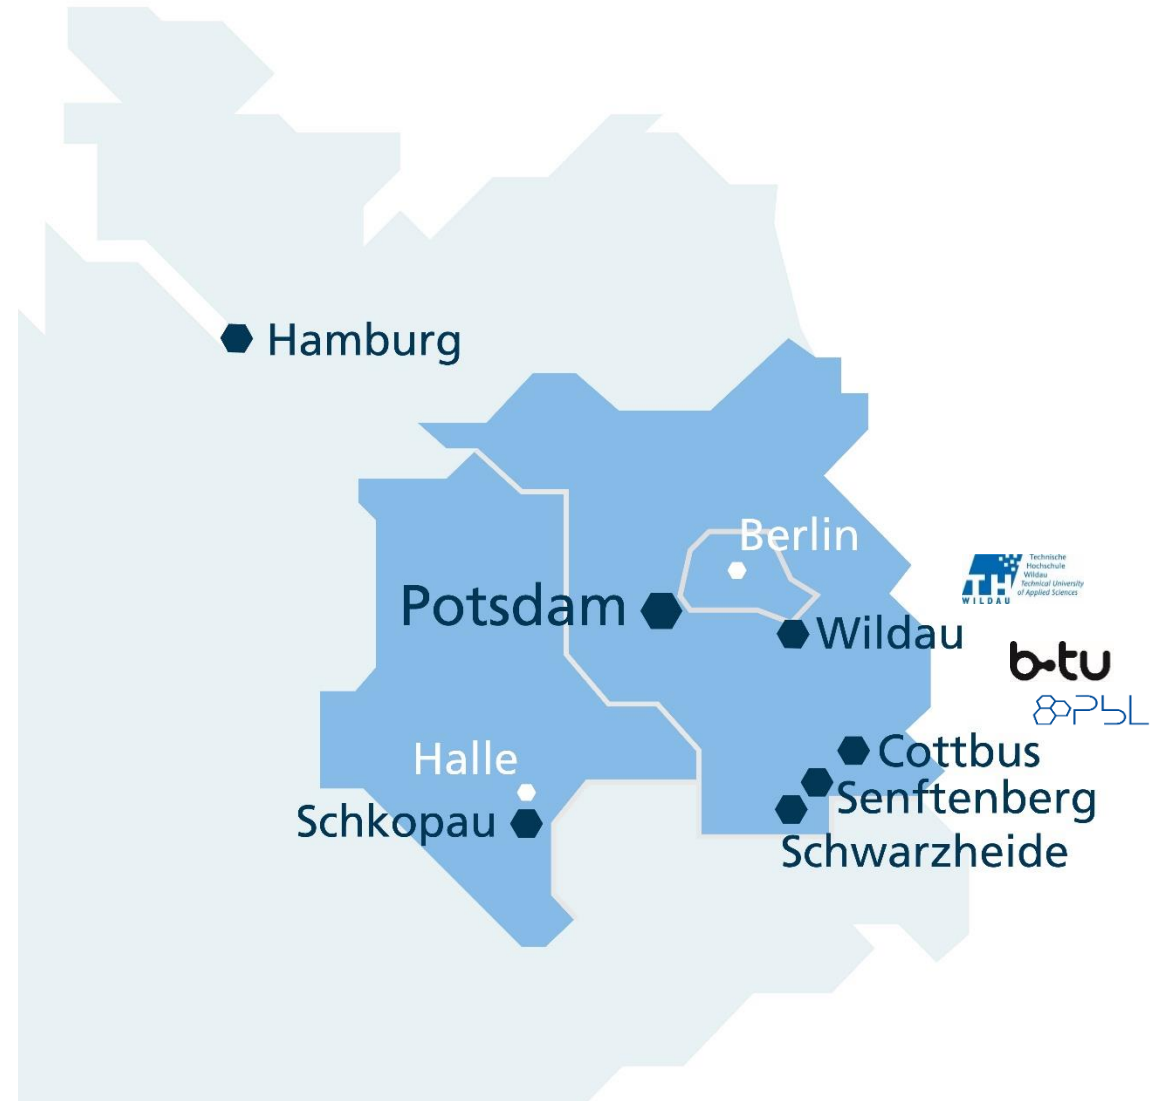 Hamburg
Berlin
Technische
Hochschule
Wildau
Technical University
of Applied Sciences
TH
WILDAU
Potsdam
Wildau
b-tu
PbL
Cottbus
Halle
Senftenberg
Schkopau
Schwarzheide